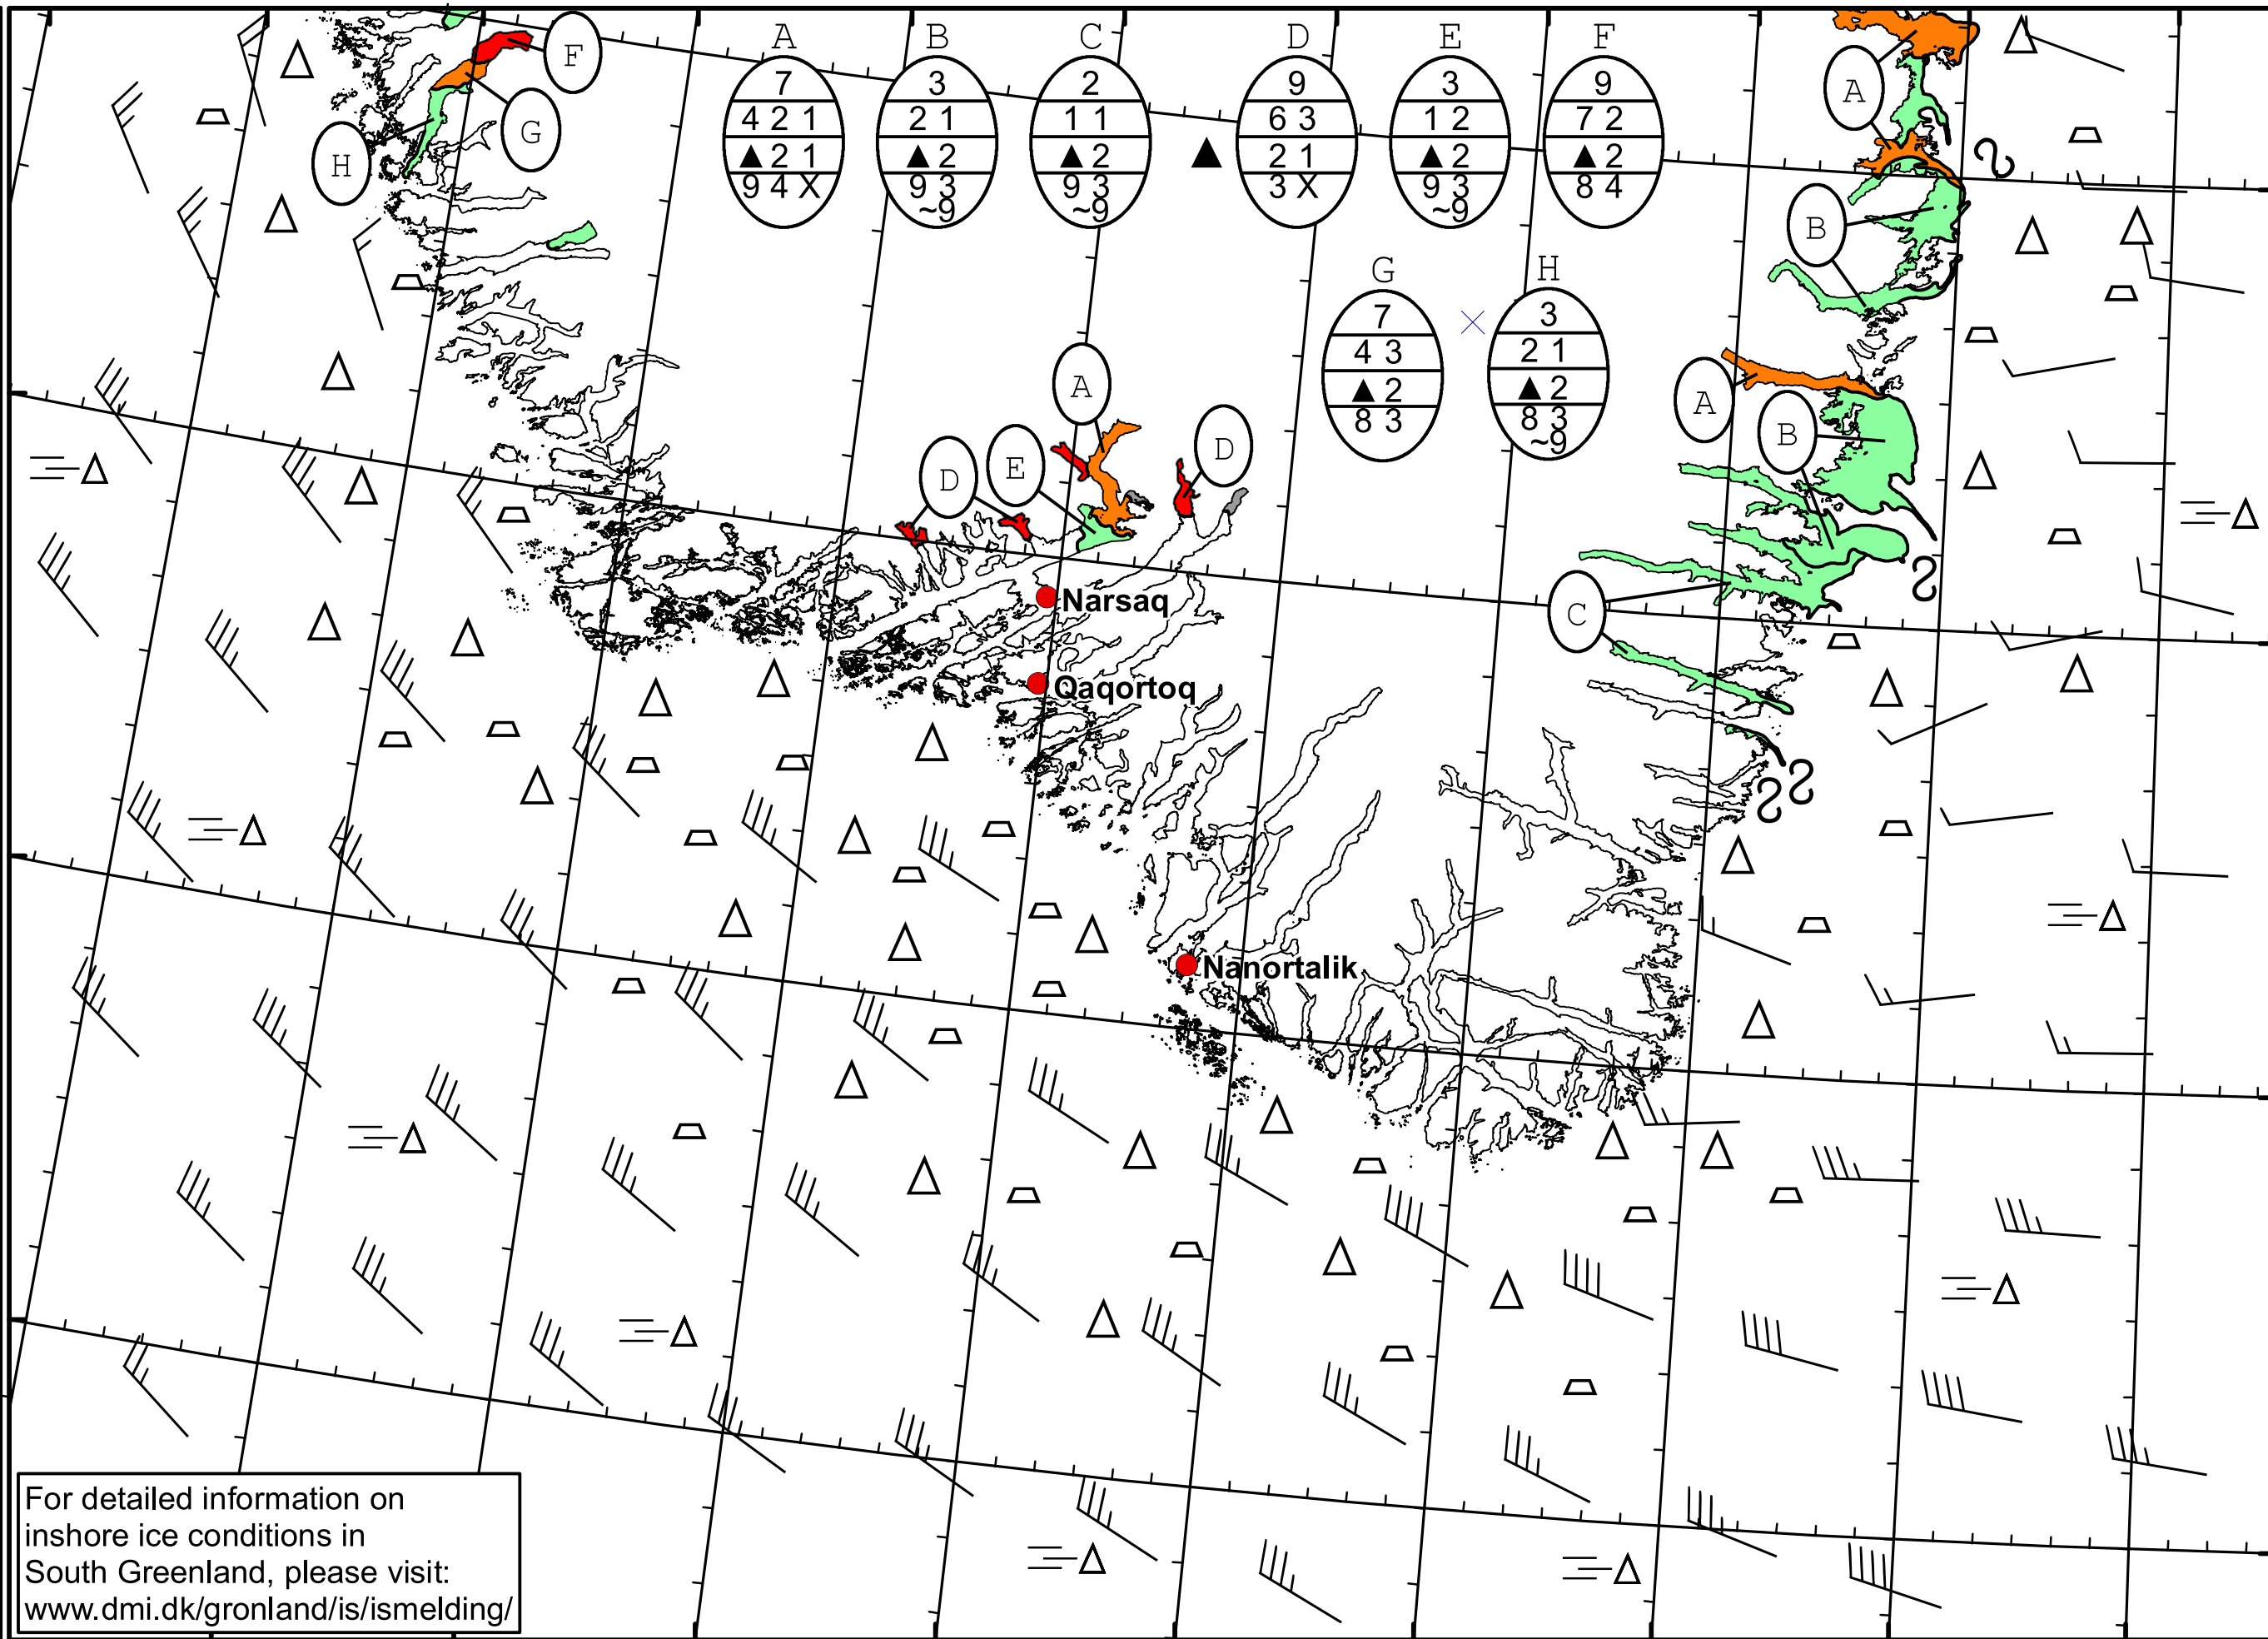 A B C D E F
7 3 2 9 3 9
4 2 1 2 1 1 1 6 3 1 2 7 2
▲ 2 1 ▲ 2 ▲ 2 ▲ 2 1 ▲ 2 ▲ 2
9 4 X 9 3 9 3 3 X 9 3 8 4
~9 ~9 ~9
G H
7 3
4 3 2 1
▲ 2 ▲ 2
8 3 8 3
~9
F
G
H
A
D
E
D
A
B
A
B
C
Narsaq
Qaqortoq
Nanortalik
For detailed information on
inshore ice conditions in
South Greenland, please visit:
www.dmi.dk/gronland/is/ismelding/